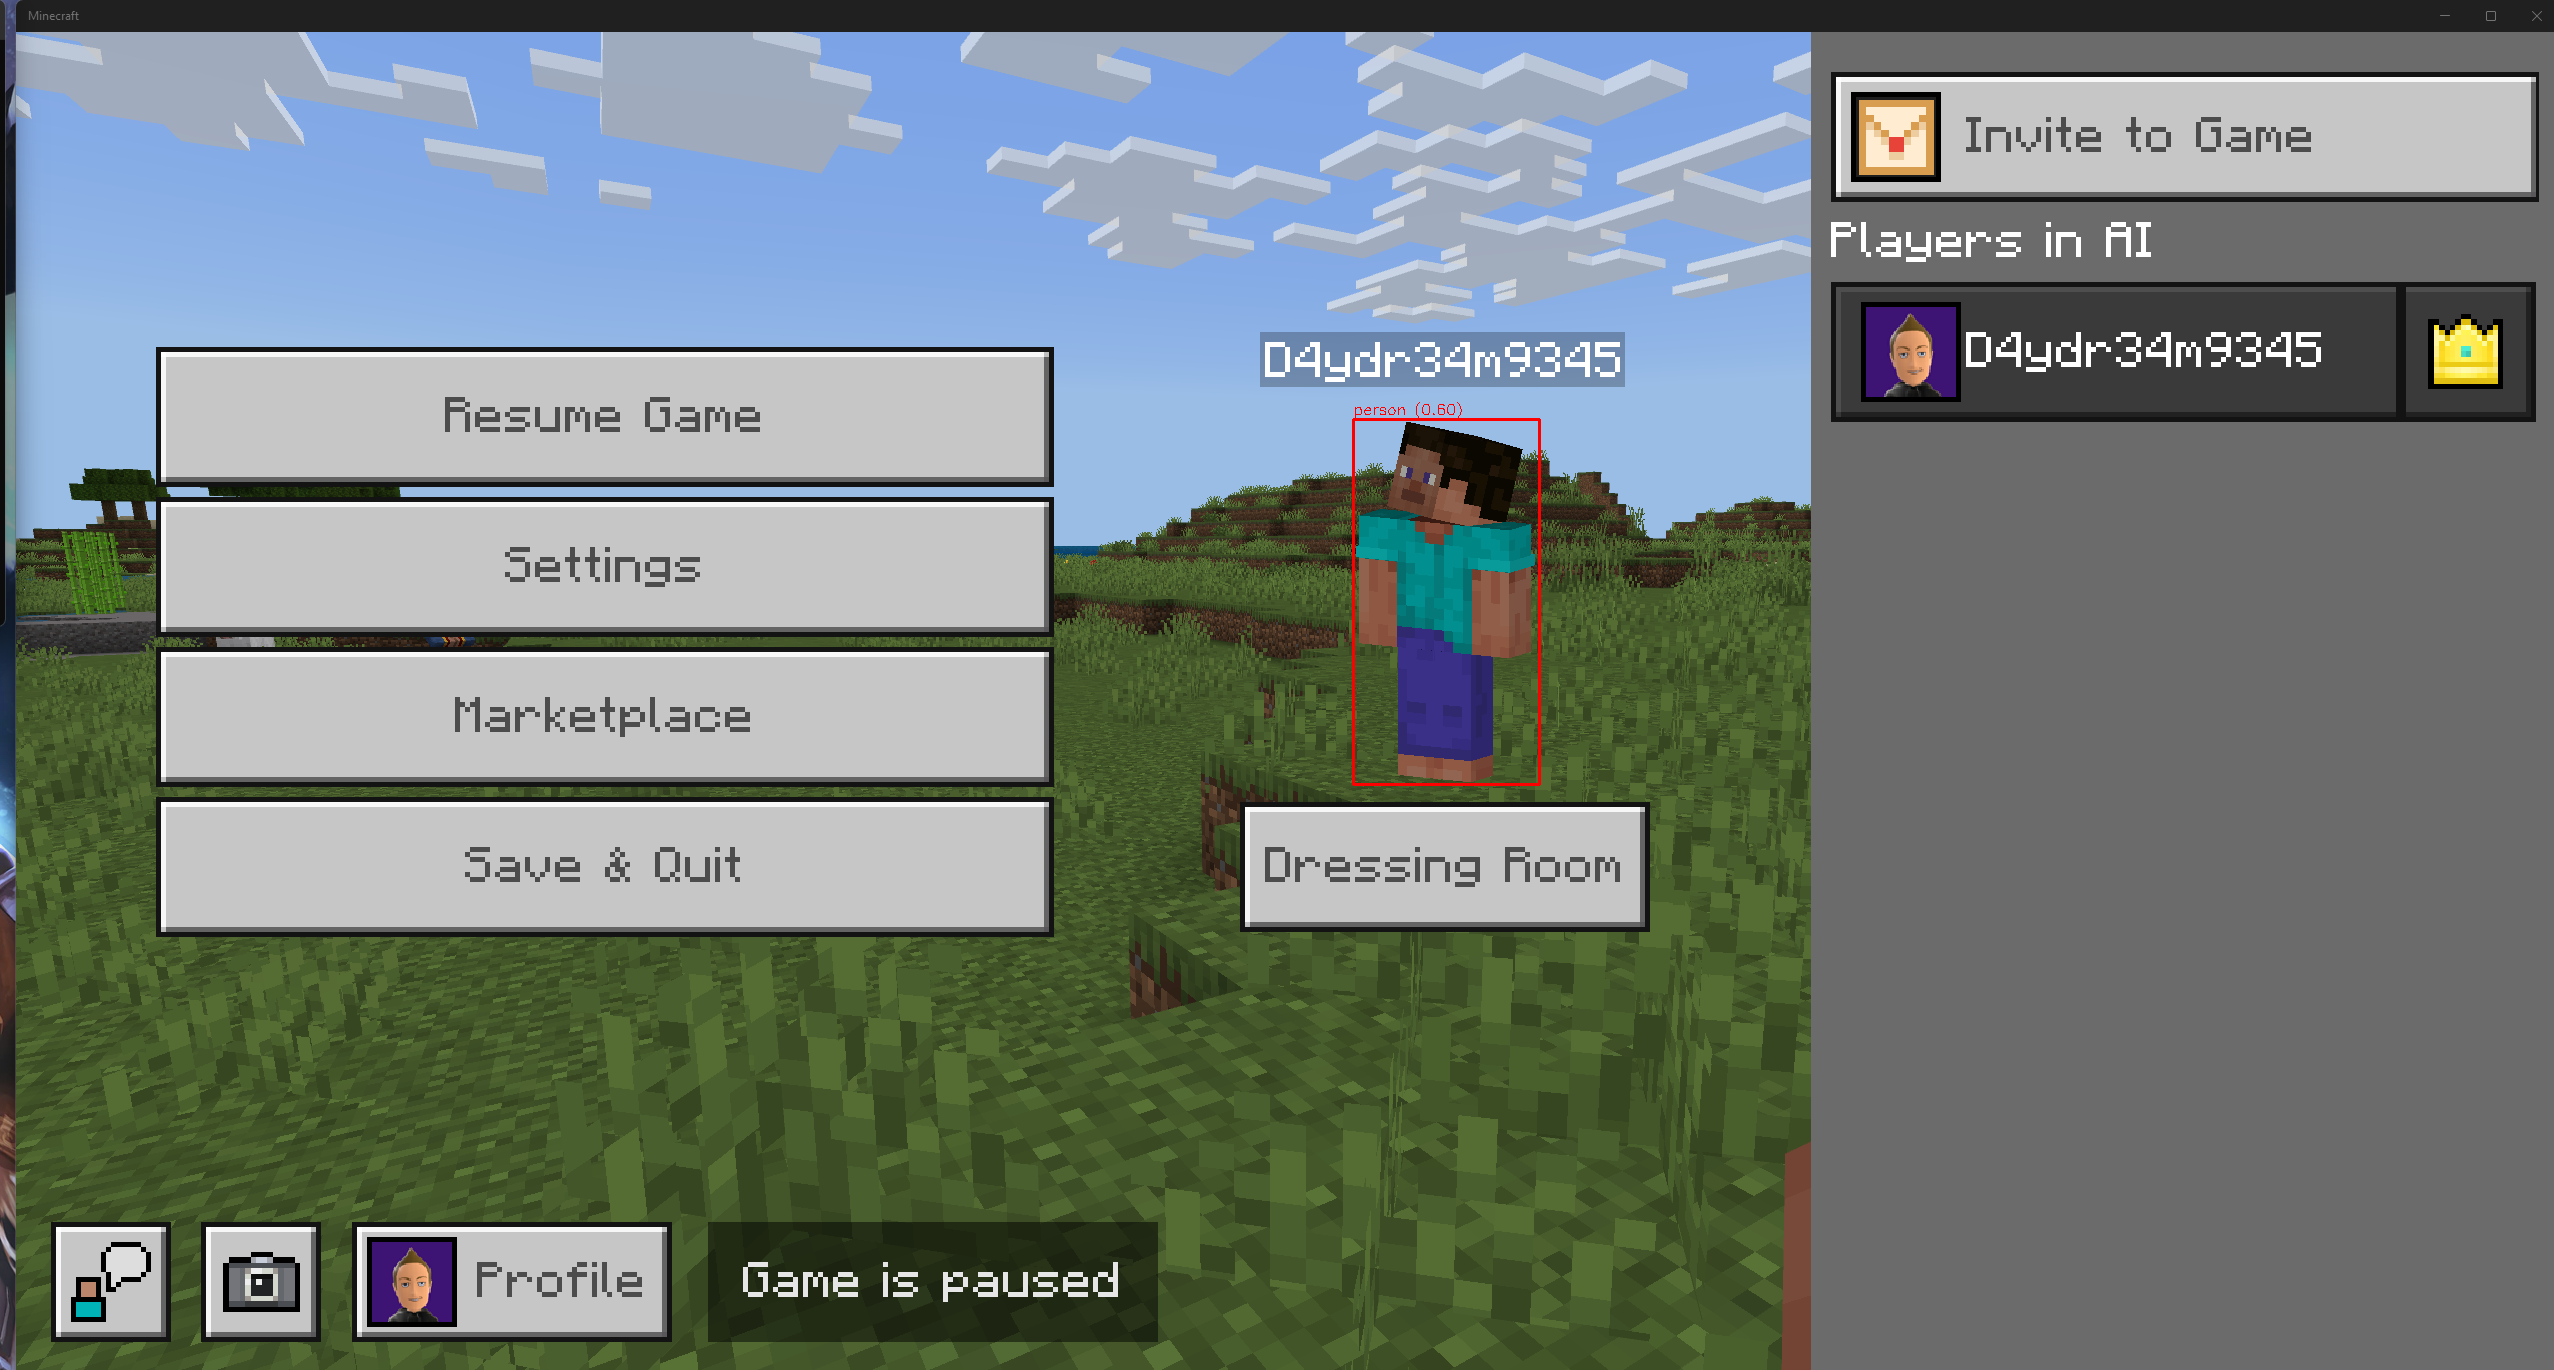 Minecraft
Invite to Game
Players in AI
D4ydr34m9345
D4ydr34m9345
person (0.60)
Resume Game
Settings
Marketplace
Save & Quit
Dressing Room
Profile
Game is paused